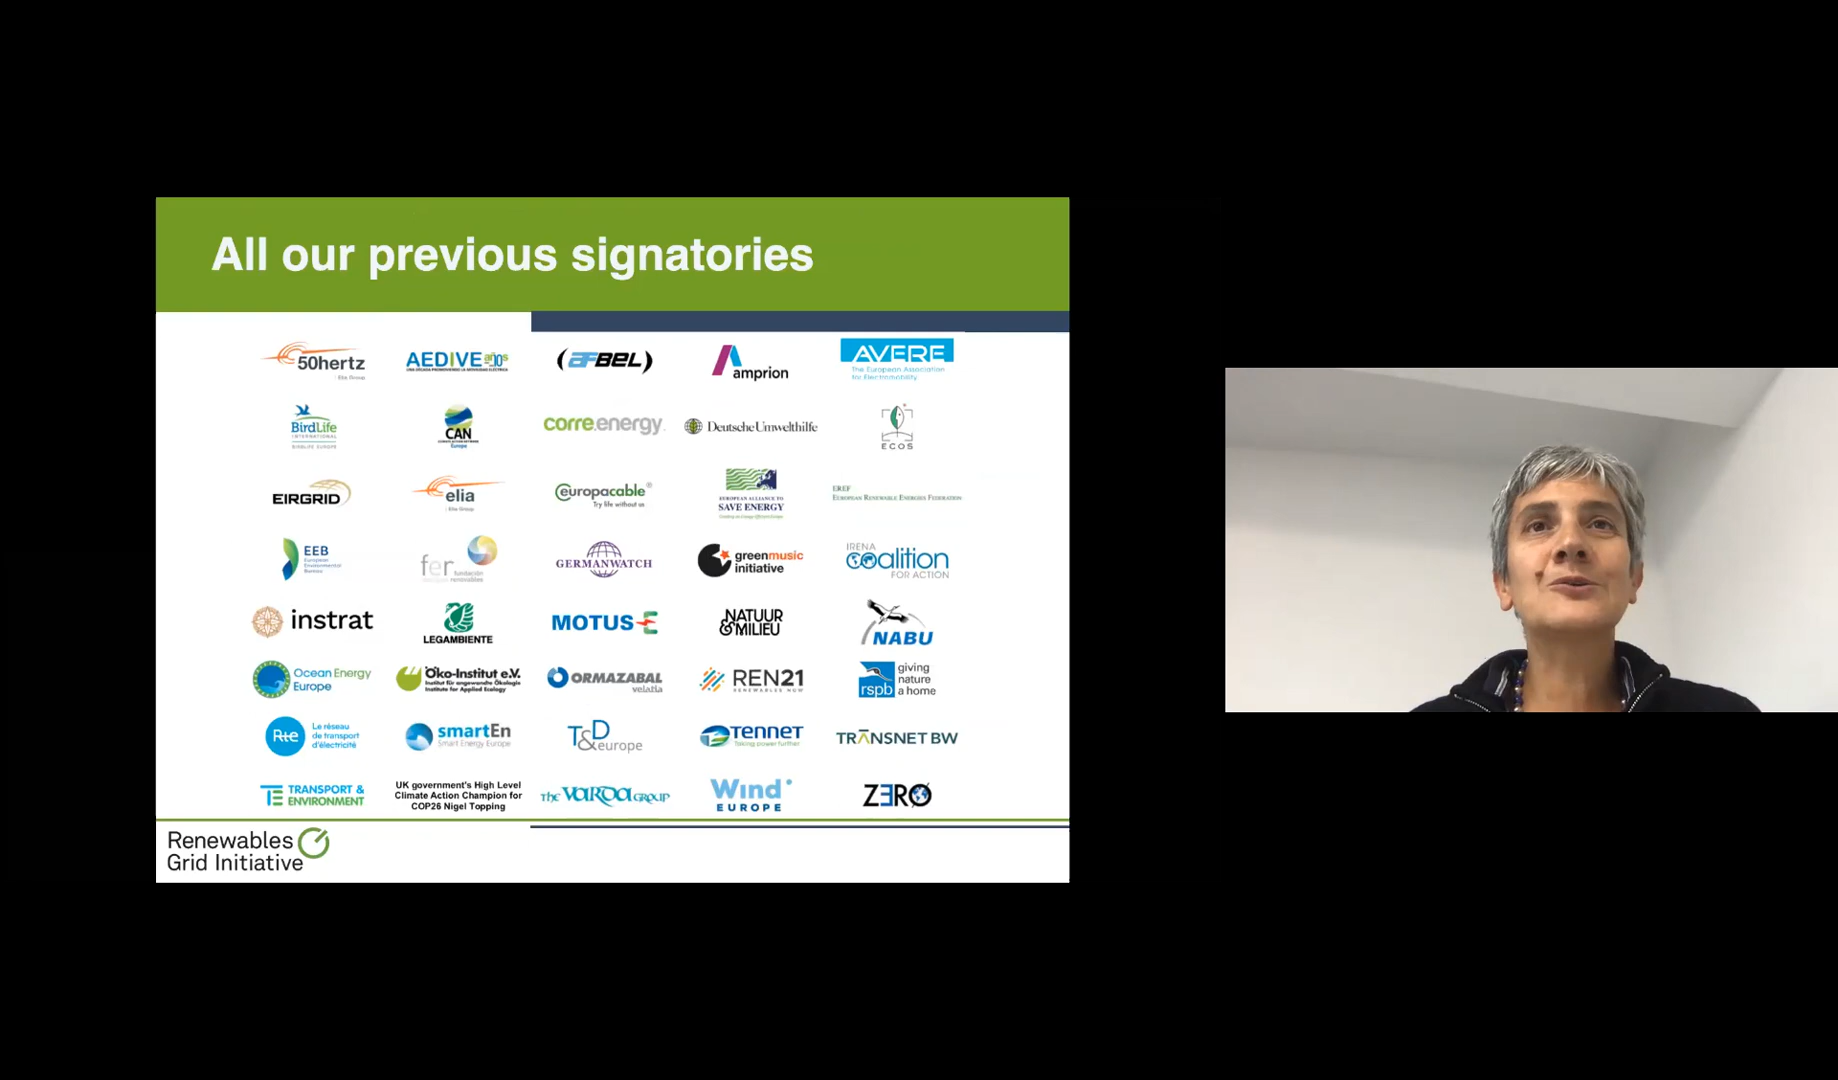 All our previous signatories
50hertz
Elia Group
AEDIVE años 10
UNA DÉCADA PROMOVIENDO LA MOVILIDAD ELÉCTRICA
AFBEL
amprion
AVERE
The European Association
for Electromobility
BirdLife
INTERNATIONAL
BIRDLIFE EUROPE
CAN
CLIMATE ACTION NETWORK
Europe
corre.energy
Deutsche Umwelthilfe
ECOS
EIRGRID
elia
Elia Group
europacable®
Try life without us
EUROPEAN ALLIANCE TO
SAVE ENERGY
EREF
EUROPEAN RENEWABLE ENERGIES FEDERATION
EEB
European
Environmental
Bureau
fer fundación
renovables
GERMANWATCH
greenmusic
initiative
IRENA
COalition
FOR ACTION
instrat
LEGAMBIENTE
MOTUS E
NATUUR
&MILIEU
NABU
Ocean Energy
Europe
Öko-Institut e.V.
Institut für angewandte Ökologie
Institute for Applied Ecology
ORMAZABAL
velatia
REN21
RENEWABLES NOW
rspb
giving
nature
a home
Rte
Le réseau
de transport
d'électricité
smartEn
Smart Energy Europe
T&D
europe
TENNET
Taking power further
TRANSNET BW
TE TRANSPORT &
ENVIRONMENT
UK government's High Level
Climate Action Champion for
COP26 Nigel Topping
THE VARDA GROUP
Wind
EUROPE
ZERO
Renewables
Grid Initiative